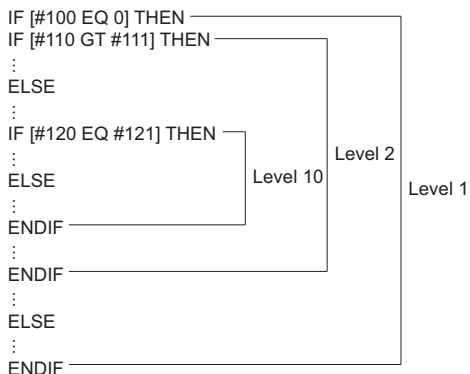 IF [#100 EQ 0] THEN
IF [#110 GT #111] THEN
⋮
ELSE
⋮
IF [#120 EQ #121] THEN
⋮
ELSE
⋮
ENDIF
⋮
ENDIF
⋮
ELSE
⋮
ENDIF
Level 10
Level 2
Level 1